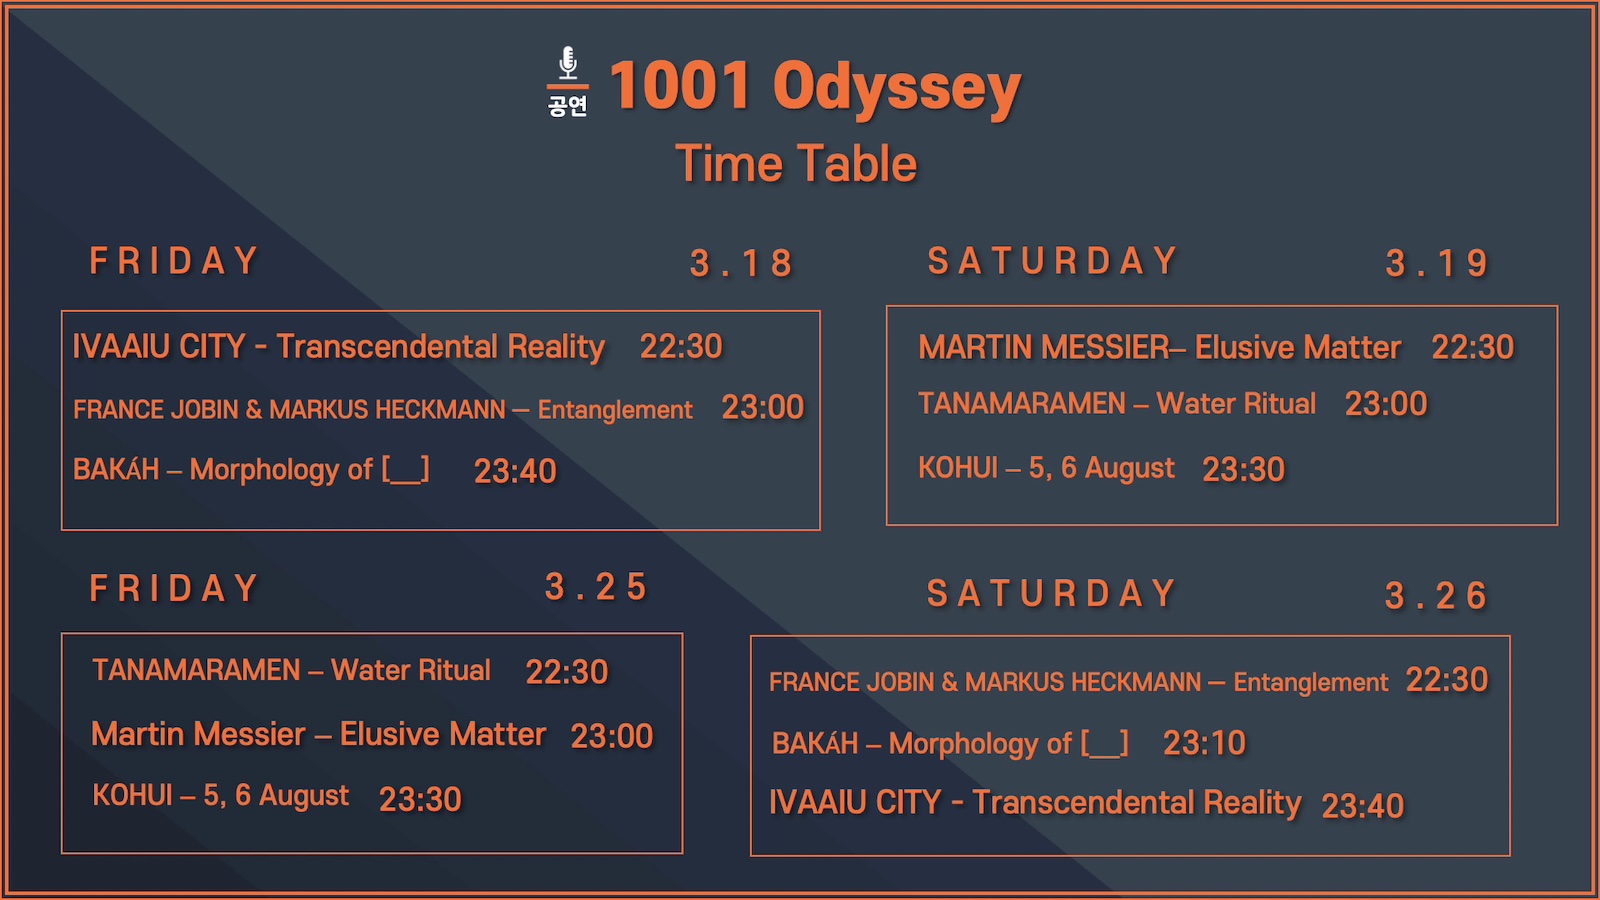 공연
1001 Odyssey
Time Table
FRIDAY 3.18
IVAAIU CITY - Transcendental Reality 22:30
FRANCE JOBIN & MARKUS HECKMANN – Entanglement 23:00
BAKÁH – Morphology of [__] 23:40
SATURDAY 3.19
MARTIN MESSIER– Elusive Matter 22:30
TANAMARAMEN – Water Ritual 23:00
KOHUI – 5, 6 August 23:30
FRIDAY 3.25
TANAMARAMEN – Water Ritual 22:30
Martin Messier – Elusive Matter 23:00
KOHUI – 5, 6 August 23:30
SATURDAY 3.26
FRANCE JOBIN & MARKUS HECKMANN – Entanglement 22:30
BAKÁH – Morphology of [__] 23:10
IVAAIU CITY - Transcendental Reality 23:40